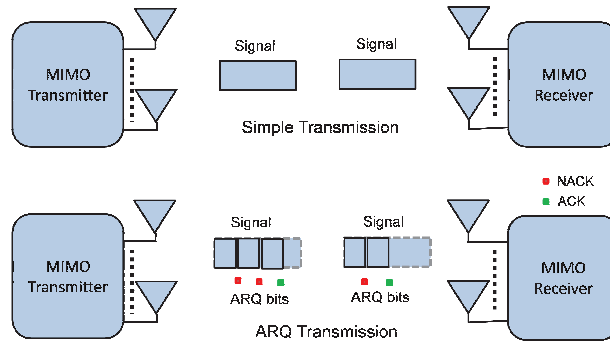 Signal
Signal
MIMO
Transmitter
MIMO
Receiver
Simple Transmission
NACK
ACK
Signal
Signal
MIMO
Transmitter
MIMO
Receiver
ARQ bits
ARQ bits
ARQ Transmission